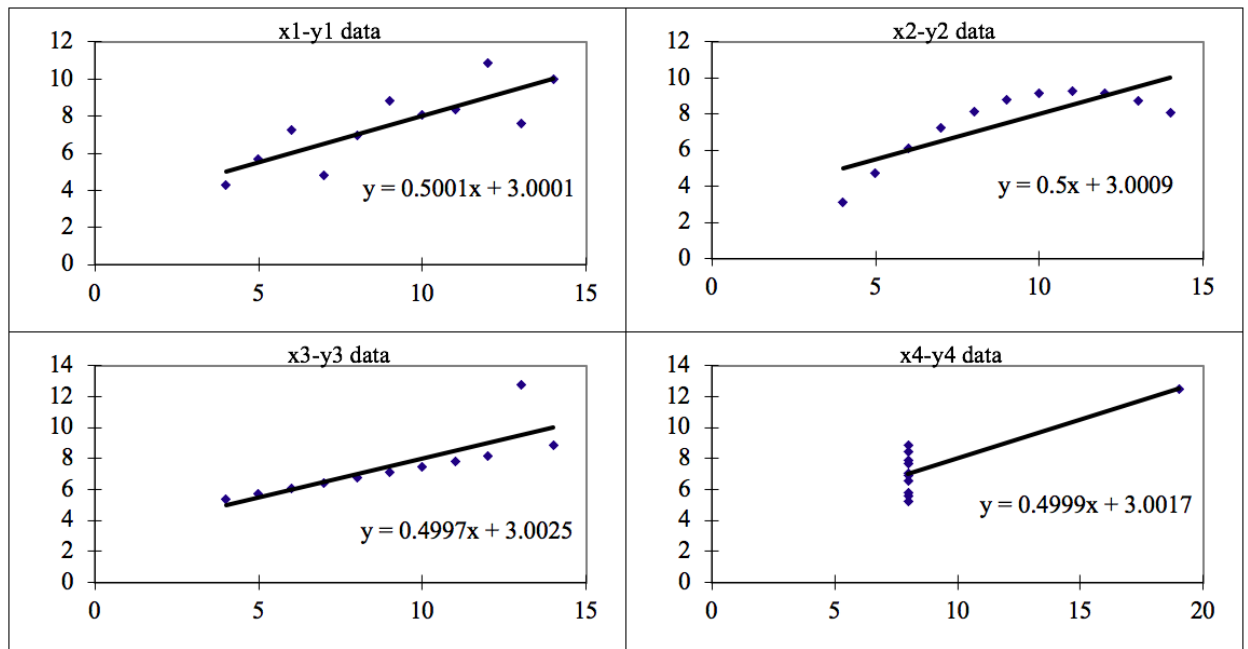 x1-y1 data
12
10
8
6
4
2
0
y = 0.5001x + 3.0001
0 5 10 15
x2-y2 data
12
10
8
6
4
2
0
y = 0.5x + 3.0009
0 5 10 15
x3-y3 data
14
12
10
8
6
4
2
0
y = 0.4997x + 3.0025
0 5 10 15
x4-y4 data
14
12
10
8
6
4
2
0
y = 0.4999x + 3.0017
0 5 10 15 20